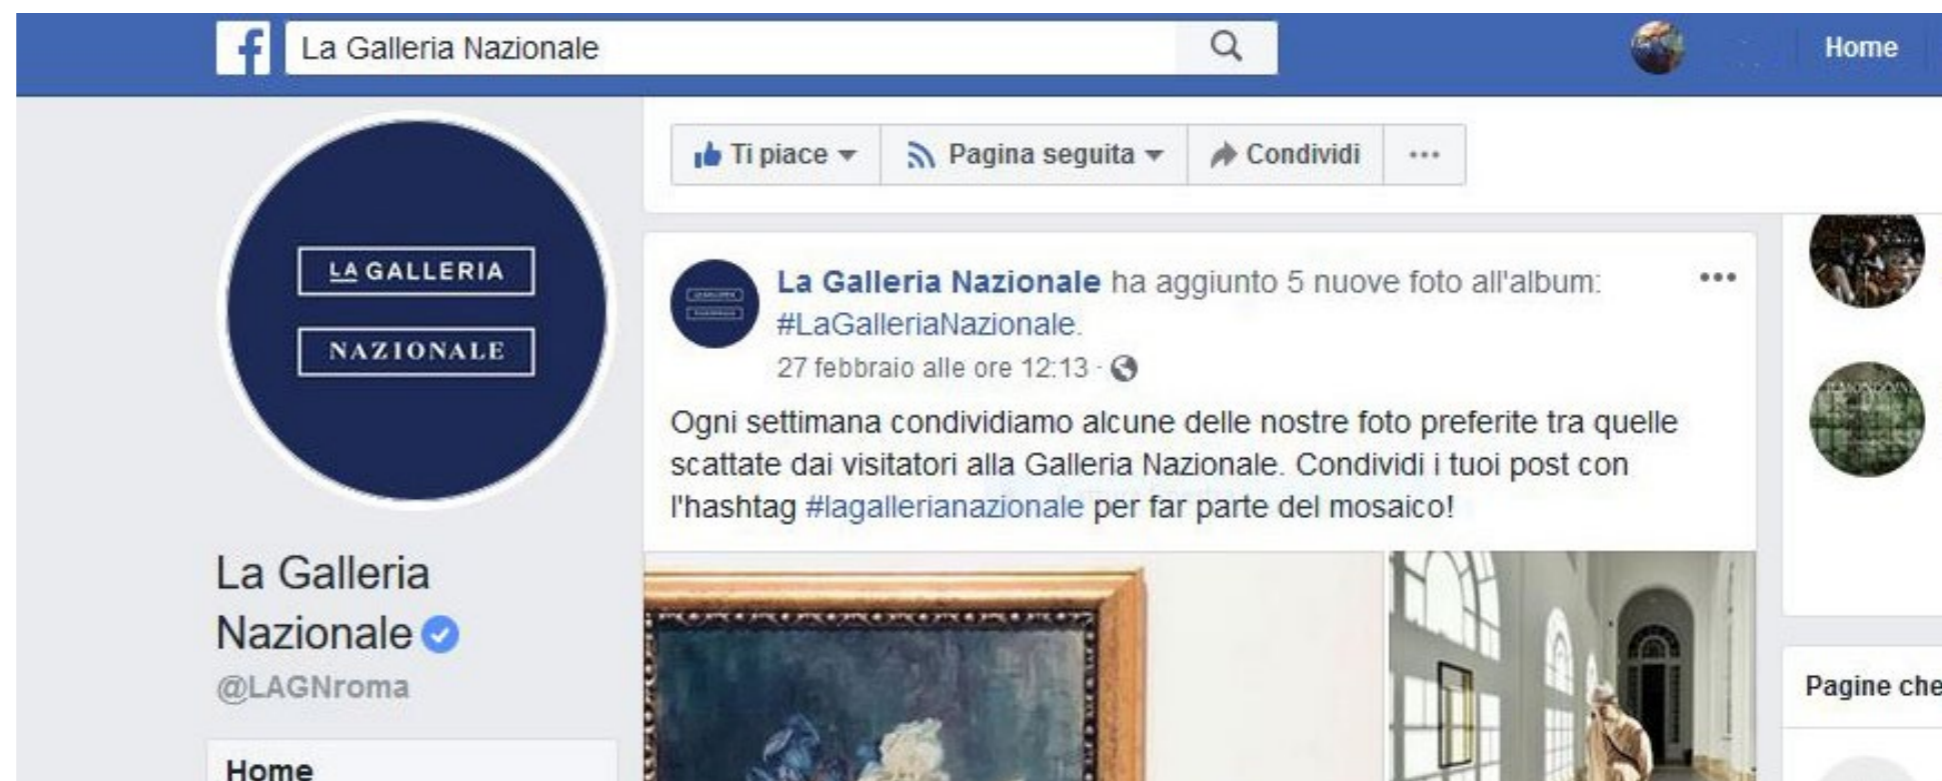 La Galleria Nazionale
Home
Ti piace
Pagina seguita
Condividi
LA GALLERIA
NAZIONALE
La Galleria
Nazionale
@LAGNroma
Home
La Galleria Nazionale ha aggiunto 5 nuove foto all'album:
#LaGalleriaNazionale.
27 febbraio alle ore 12:13 ·
Ogni settimana condividiamo alcune delle nostre foto preferite tra quelle
scattate dai visitatori alla Galleria Nazionale. Condividi i tuoi post con
l'hashtag #lagallerianazionale per far parte del mosaico!
Pagine che